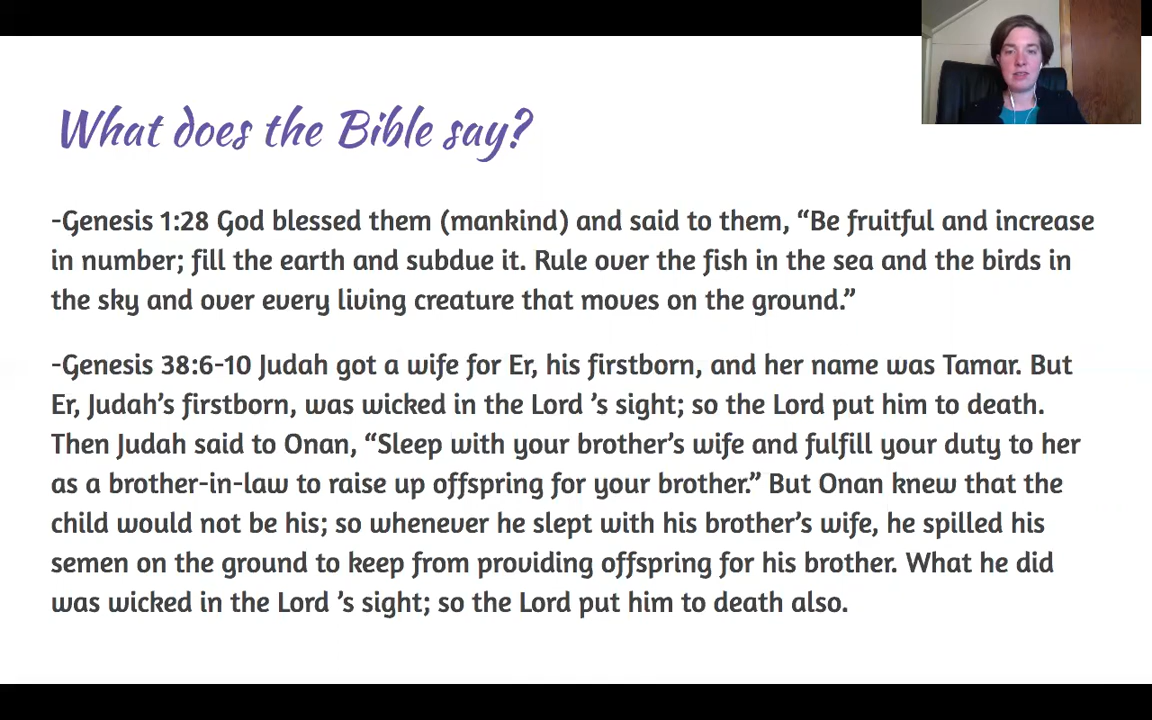 What does the Bible say?
-Genesis 1:28 God blessed them (mankind) and said to them, “Be fruitful and increase
in number; fill the earth and subdue it. Rule over the fish in the sea and the birds in
the sky and over every living creature that moves on the ground.”
-Genesis 38:6-10 Judah got a wife for Er, his firstborn, and her name was Tamar. But
Er, Judah’s firstborn, was wicked in the Lord ’s sight; so the Lord put him to death.
Then Judah said to Onan, “Sleep with your brother’s wife and fulfill your duty to her
as a brother-in-law to raise up offspring for your brother.” But Onan knew that the
child would not be his; so whenever he slept with his brother’s wife, he spilled his
semen on the ground to keep from providing offspring for his brother. What he did
was wicked in the Lord ’s sight; so the Lord put him to death also.